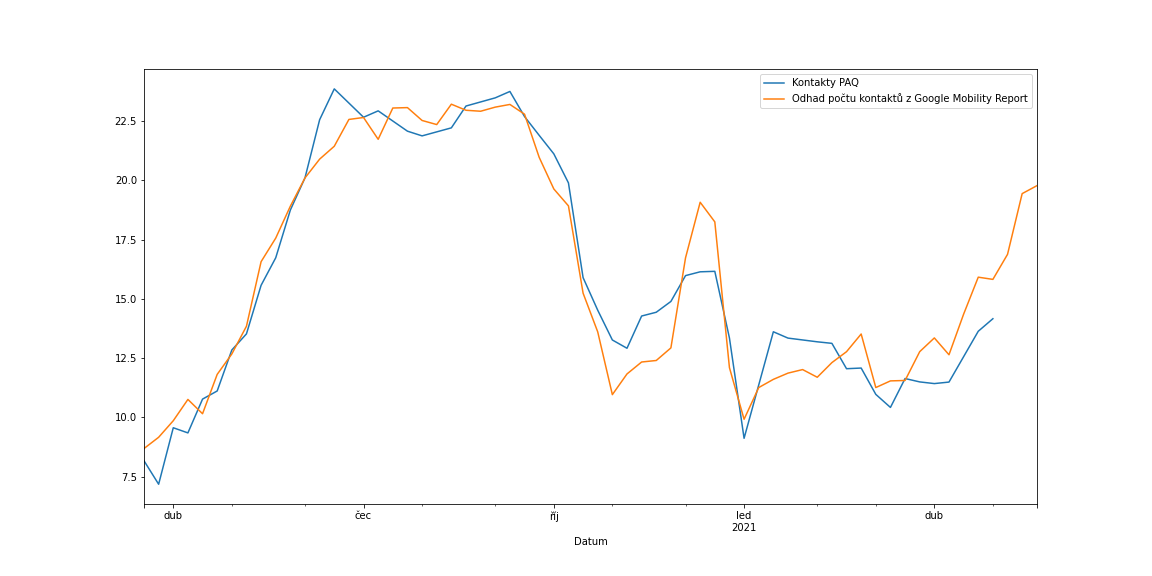 Kontakty PAQ
Odhad počtu kontaktů z Google Mobility Report
22.5
20.0
17.5
15.0
12.5
10.0
7.5
dub
čec
říj
led
2021
dub
Datum